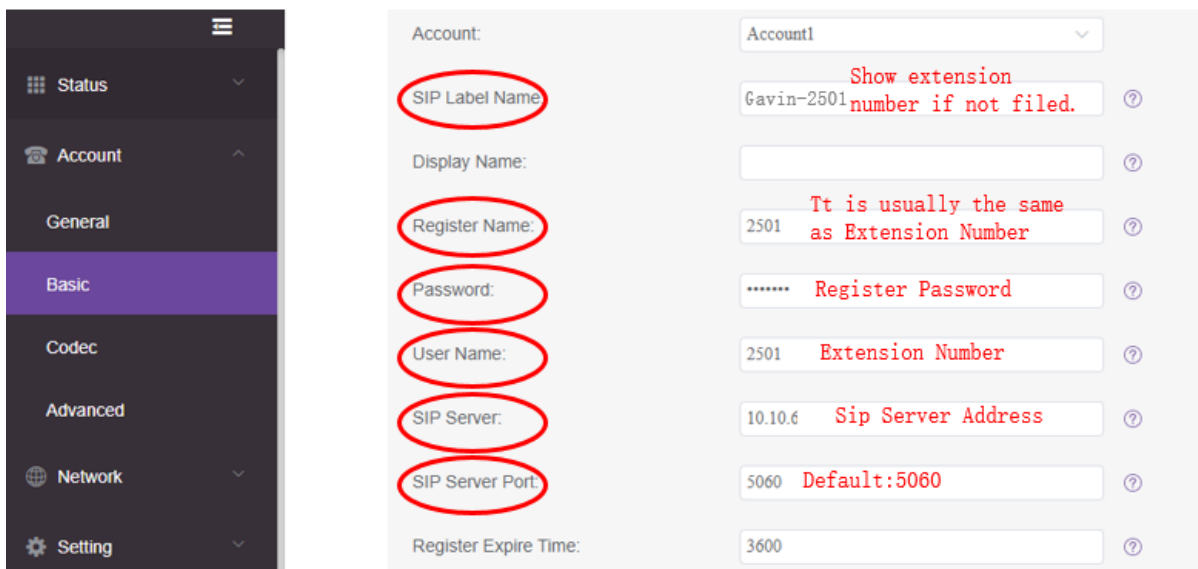 Status
Account
General
Basic
Codec
Advanced
Network
Setting
Account: Account1
SIP Label Name: Gavin-2501 Show extension
number if not filed.
Display Name:
Register Name: 2501 Tt is usually the same
as Extension Number
Password: ••••••• Register Password
User Name: 2501 Extension Number
SIP Server: 10.10.6 Sip Server Address
SIP Server Port: 5060 Default:5060
Register Expire Time: 3600